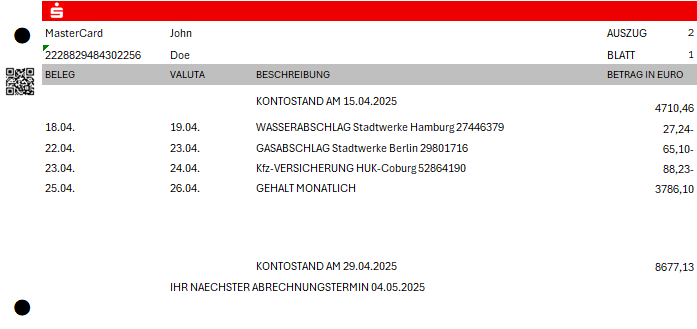 MasterCard John AUSZUG 2
2228829484302256 Doe BLATT 1
BELEG VALUTA BESCHREIBUNG BETRAG IN EURO
KONTOSTAND AM 15.04.2025 4710,46
18.04. 19.04. WASSERABSCHLAG Stadtwerke Hamburg 27446379 27,24-
22.04. 23.04. GASABSCHLAG Stadtwerke Berlin 29801716 65,10-
23.04. 24.04. Kfz-VERSICHERUNG HUK-Coburg 52864190 88,23-
25.04. 26.04. GEHALT MONATLICH 3786,10
KONTOSTAND AM 29.04.2025 8677,13
IHR NAECHSTER ABRECHNUNGSTERMIN 04.05.2025